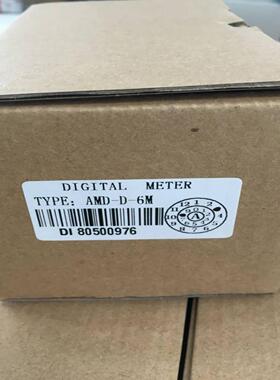 DIGITAL METER
TYPE: AMD-D-6M
DI 80500976